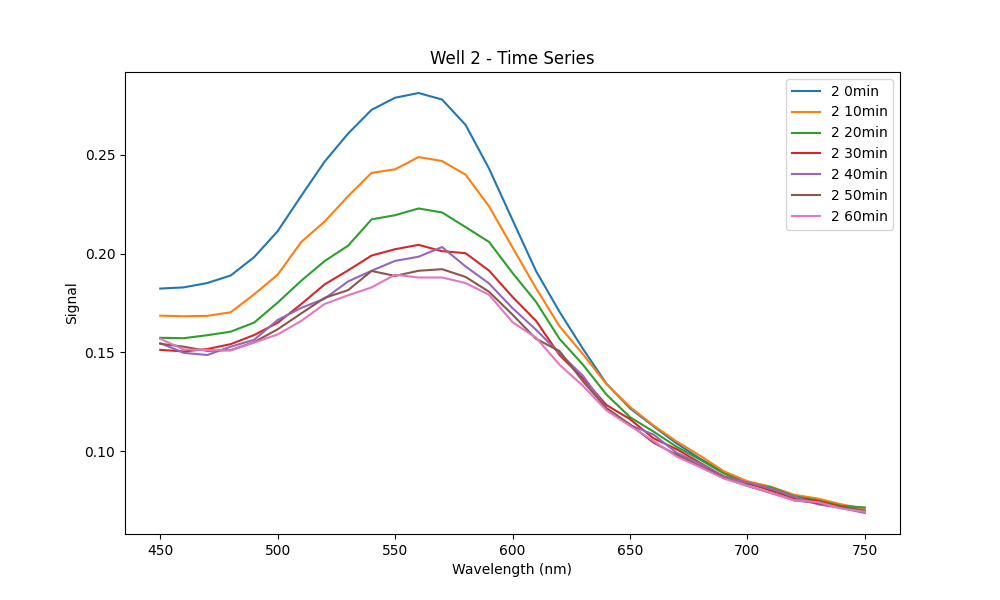 Well 2 - Time Series
Signal
0.25
0.20
0.15
0.10
2 0min
2 10min
2 20min
2 30min
2 40min
2 50min
2 60min
450 500 550 600 650 700 750
Wavelength (nm)